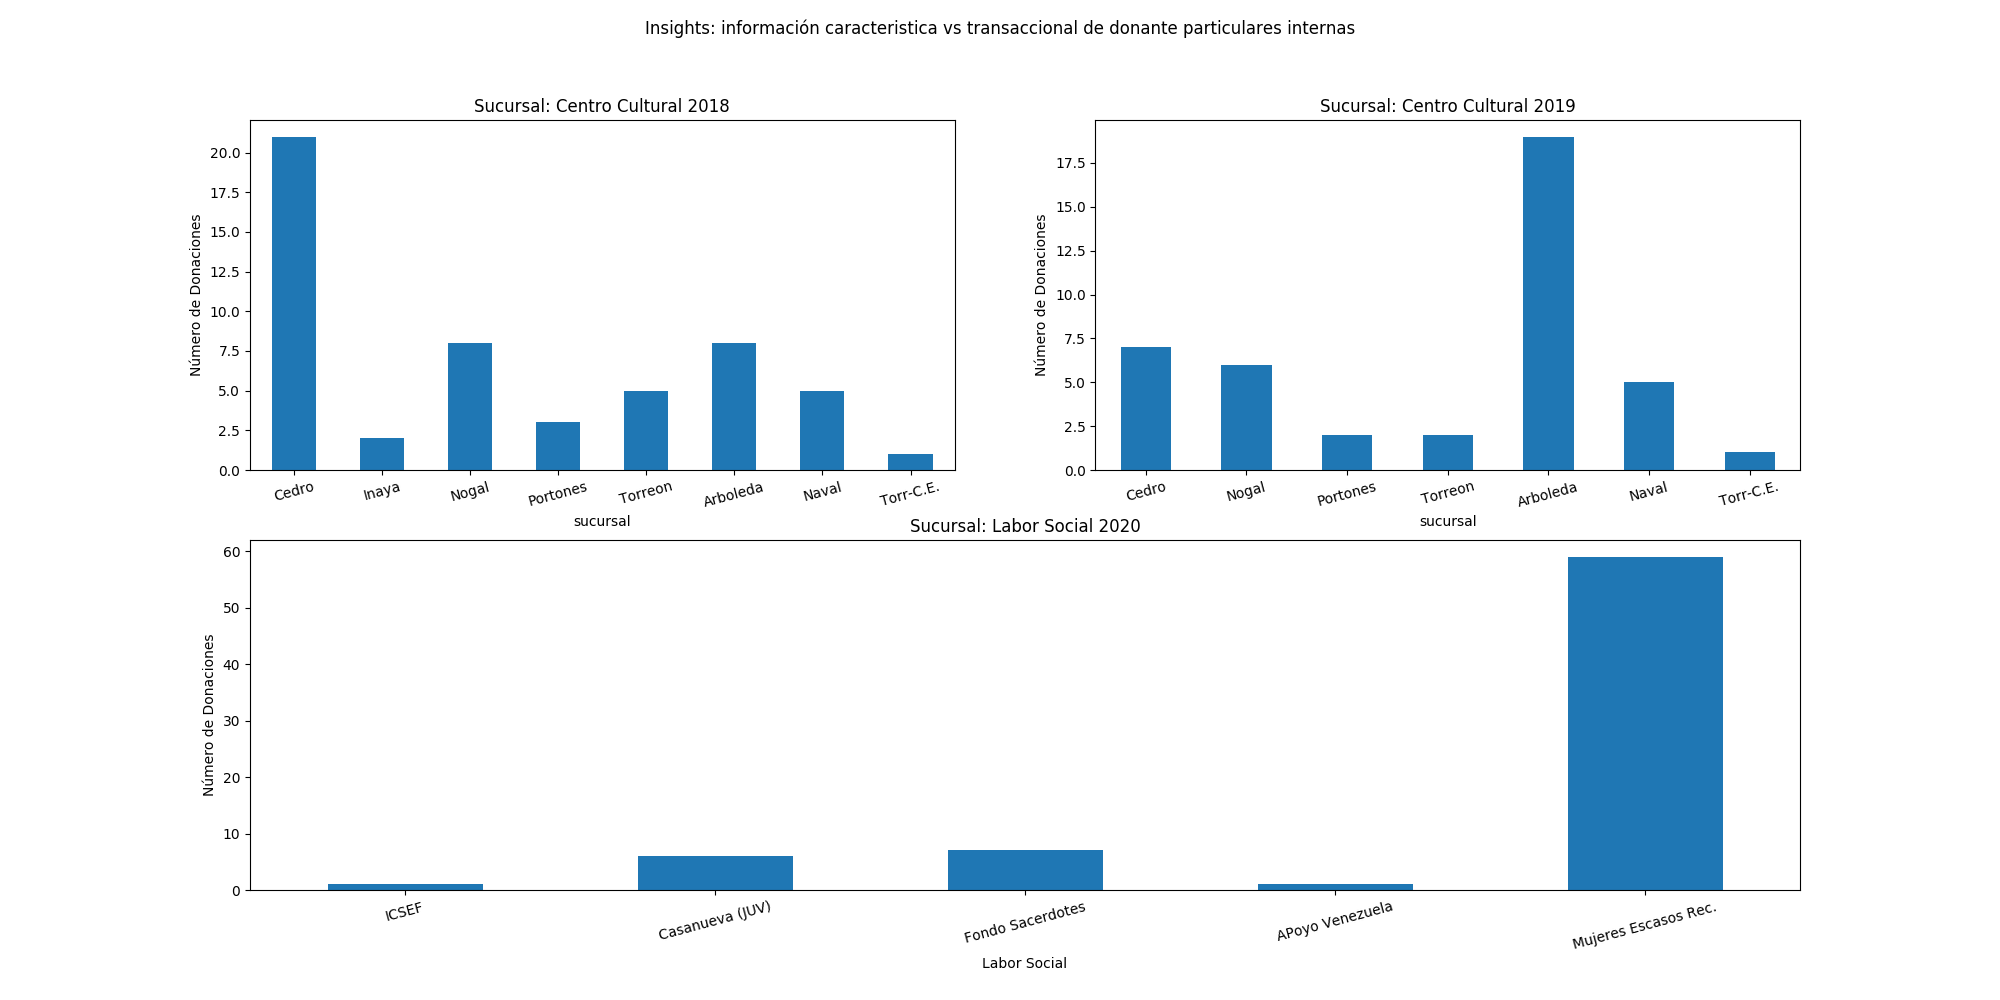 Insights: información caracteristica vs transaccional de donante particulares internas
Sucursal: Centro Cultural 2018
Número de Donaciones
20.0
17.5
15.0
12.5
10.0
7.5
5.0
2.5
0.0
Cedro
Inaya
Nogal
Portones
Torreon
Arboleda
Naval
Torr-C.E.
sucursal
Sucursal: Centro Cultural 2019
Número de Donaciones
17.5
15.0
12.5
10.0
7.5
5.0
2.5
0.0
Cedro
Nogal
Portones
Torreon
Arboleda
Naval
Torr-C.E.
sucursal
Sucursal: Labor Social 2020
Número de Donaciones
60
50
40
30
20
10
0
ICSEF
Casanueva (JUV)
Fondo Sacerdotes
APoyo Venezuela
Mujeres Escasos Rec.
Labor Social